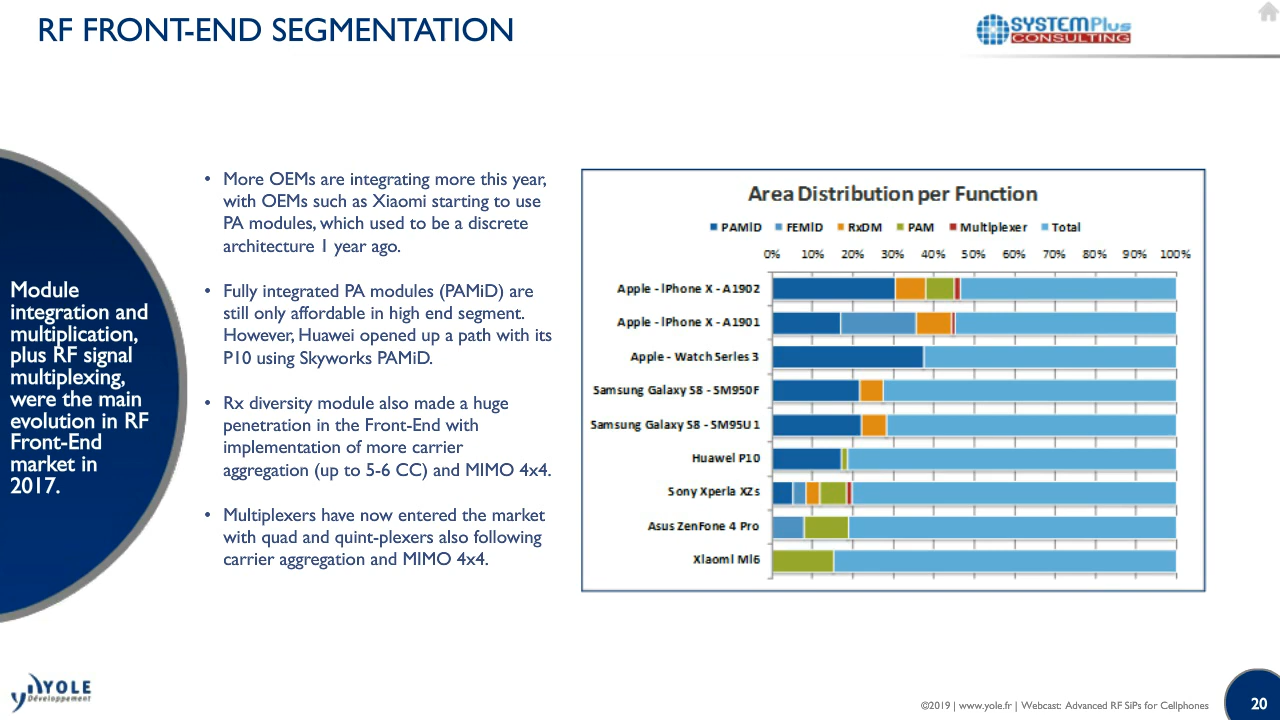 RF FRONT-END SEGMENTATION
SYSTEMPlus
CONSULTING
Module
integration and
multiplication,
plus RF signal
multiplexing,
were the main
evolution in RF
Front-End
market in
2017.
• More OEMs are integrating more this year,
with OEMs such as Xiaomi starting to use
PA modules, which used to be a discrete
architecture 1 year ago.
• Fully integrated PA modules (PAMiD) are
still only affordable in high end segment.
However, Huawei opened up a path with its
P10 using Skyworks PAMiD.
• Rx diversity module also made a huge
penetration in the Front-End with
implementation of more carrier
aggregation (up to 5-6 CC) and MIMO 4x4.
• Multiplexers have now entered the market
with quad and quint-plexers also following
carrier aggregation and MIMO 4x4.
Area Distribution per Function
PAMiD FEMiD RxDM PAM Multiplexer Total
0% 10% 20% 30% 40% 50% 60% 70% 80% 90% 100%
Apple - iPhone X - A1902
Apple - iPhone X - A1901
Apple - Watch Series 3
Samsung Galaxy S8 - SM950F
Samsung Galaxy S8 - SM95U1
Huawei P10
Sony Xperia XZs
Asus ZenFone 4 Pro
Xiaomi Mi6
YOLE
Développement
©2019 | www.yole.fr | Webcast: Advanced RF SiPs for Cellphones
20